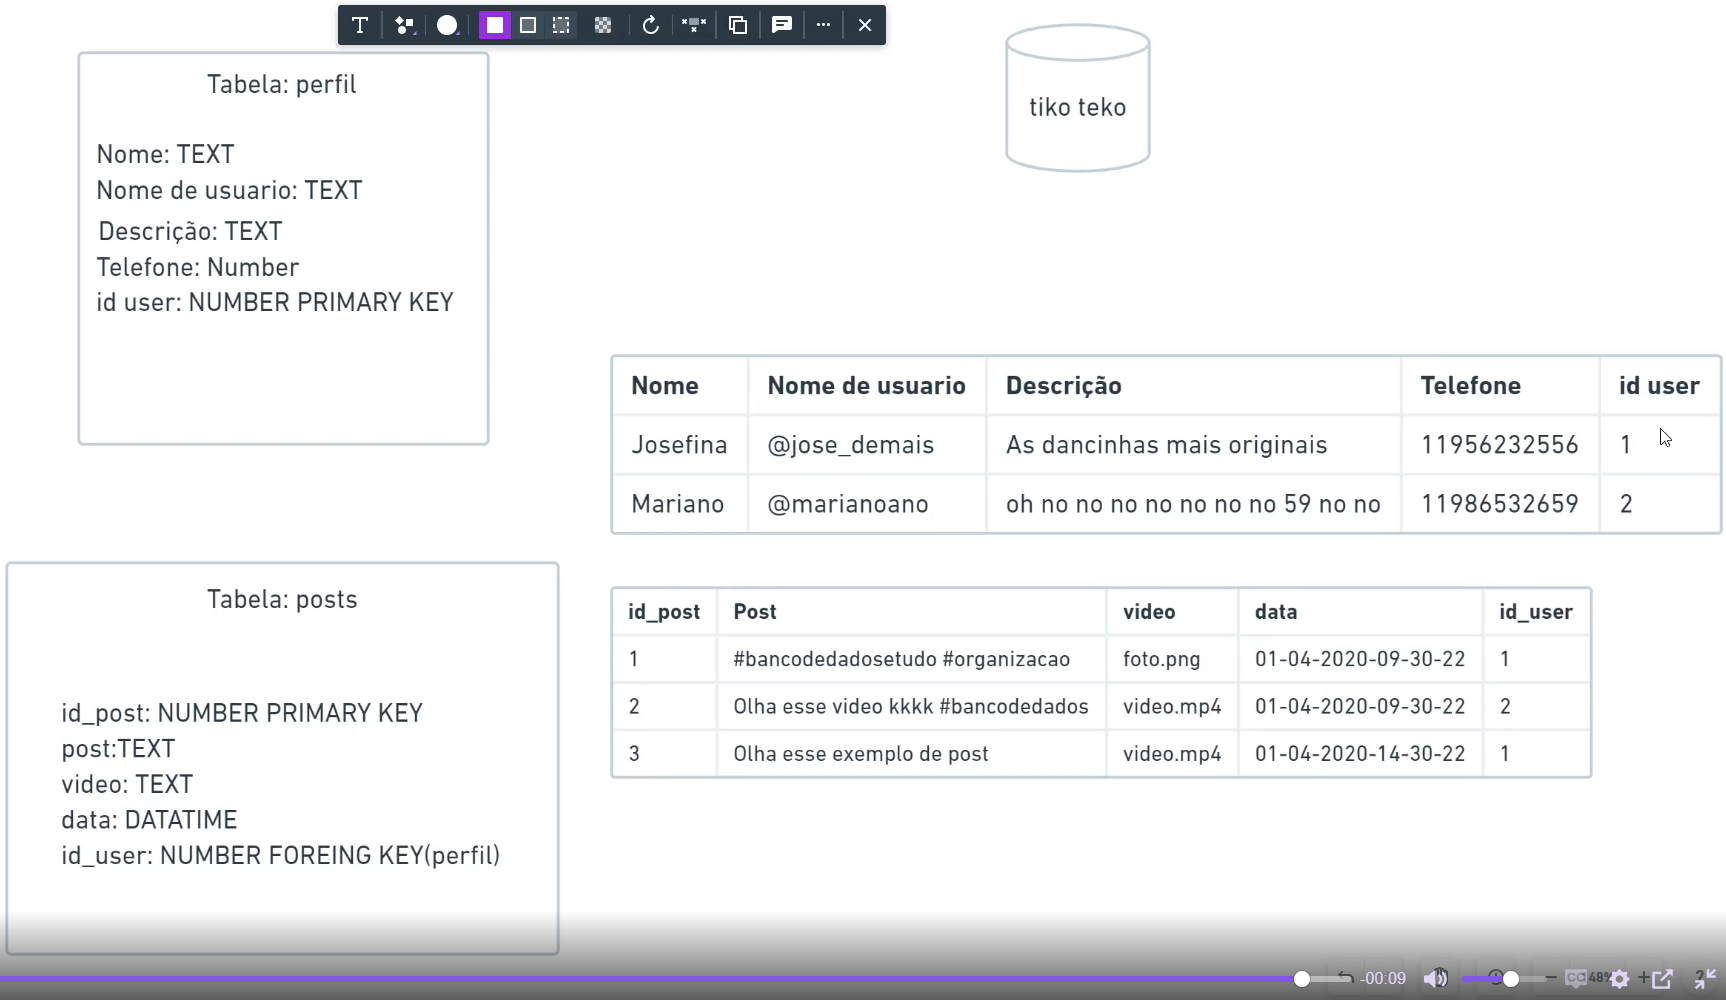 Tabela: perfil
Nome: TEXT
Nome de usuario: TEXT
Descrição: TEXT
Telefone: Number
id user: NUMBER PRIMARY KEY
tiko teko
Nome Nome de usuario Descrição Telefone id user
Josefina @jose_demais As dancinhas mais originais 11956232556 1
Mariano @marianoano oh no no no no no no no 59 no no 11986532659 2
Tabela: posts
id_post: NUMBER PRIMARY KEY
post:TEXT
video: TEXT
data: DATATIME
id_user: NUMBER FOREING KEY(perfil)
id_post Post video data id_user
1 #bancodedadosetudo #organizacao foto.png 01-04-2020-09-30-22 1
2 Olha esse video kkkk #bancodedados video.mp4 01-04-2020-09-30-22 2
3 Olha esse exemplo de post video.mp4 01-04-2020-14-30-22 1
-00:09 CC 48%